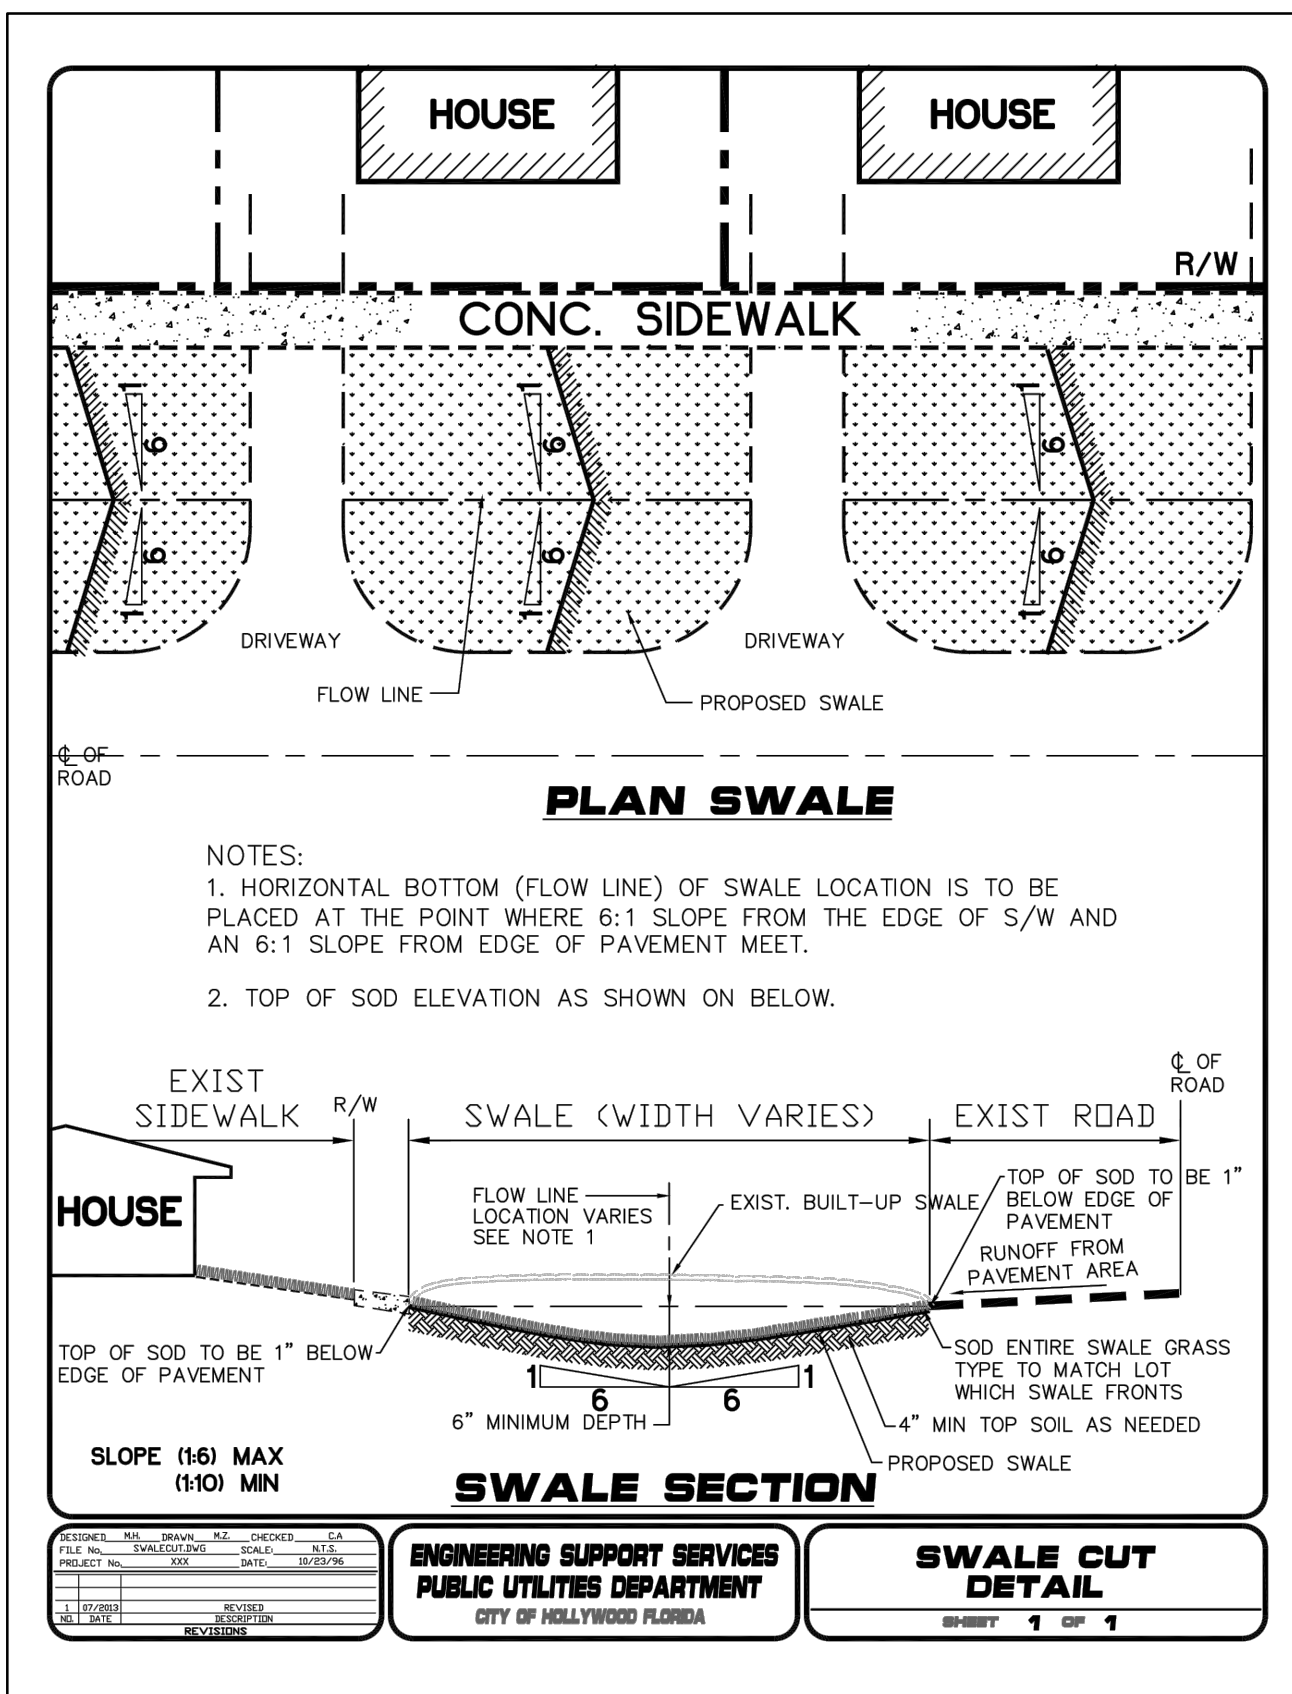 HOUSE
HOUSE
R/W
CONC. SIDEWALK
1
6
6
1
1
6
6
1
1
6
6
1
DRIVEWAY
DRIVEWAY
FLOW LINE
PROPOSED SWALE
℄ OF
ROAD
PLAN SWALE
NOTES:
1. HORIZONTAL BOTTOM (FLOW LINE) OF SWALE LOCATION IS TO BE
PLACED AT THE POINT WHERE 6:1 SLOPE FROM THE EDGE OF S/W AND
AN 6:1 SLOPE FROM EDGE OF PAVEMENT MEET.
2. TOP OF SOD ELEVATION AS SHOWN ON BELOW.
EXIST
SIDEWALK
R/W
SWALE (WIDTH VARIES)
EXIST ROAD
℄ OF
ROAD
HOUSE
FLOW LINE
LOCATION VARIES
SEE NOTE 1
EXIST. BUILT-UP SWALE
TOP OF SOD TO BE 1"
BELOW EDGE OF
PAVEMENT
RUNOFF FROM
PAVEMENT AREA
TOP OF SOD TO BE 1" BELOW
EDGE OF PAVEMENT
SOD ENTIRE SWALE GRASS
TYPE TO MATCH LOT
WHICH SWALE FRONTS
1
6
6
1
6" MINIMUM DEPTH
4" MIN TOP SOIL AS NEEDED
PROPOSED SWALE
SLOPE (1:6) MAX
(1:10) MIN
SWALE SECTION
DESIGNED M.H. DRAWN M.Z. CHECKED C.A
FILE No. SWALECUT.DWG SCALE: N.T.S.
PROJECT No. XXX DATE: 10/23/96
1 07/2013 REVISED
NO. DATE DESCRIPTION
REVISIONS
ENGINEERING SUPPORT SERVICES
PUBLIC UTILITIES DEPARTMENT
CITY OF HOLLYWOOD FLORIDA
SWALE CUT
DETAIL
SHEET 1 OF 1